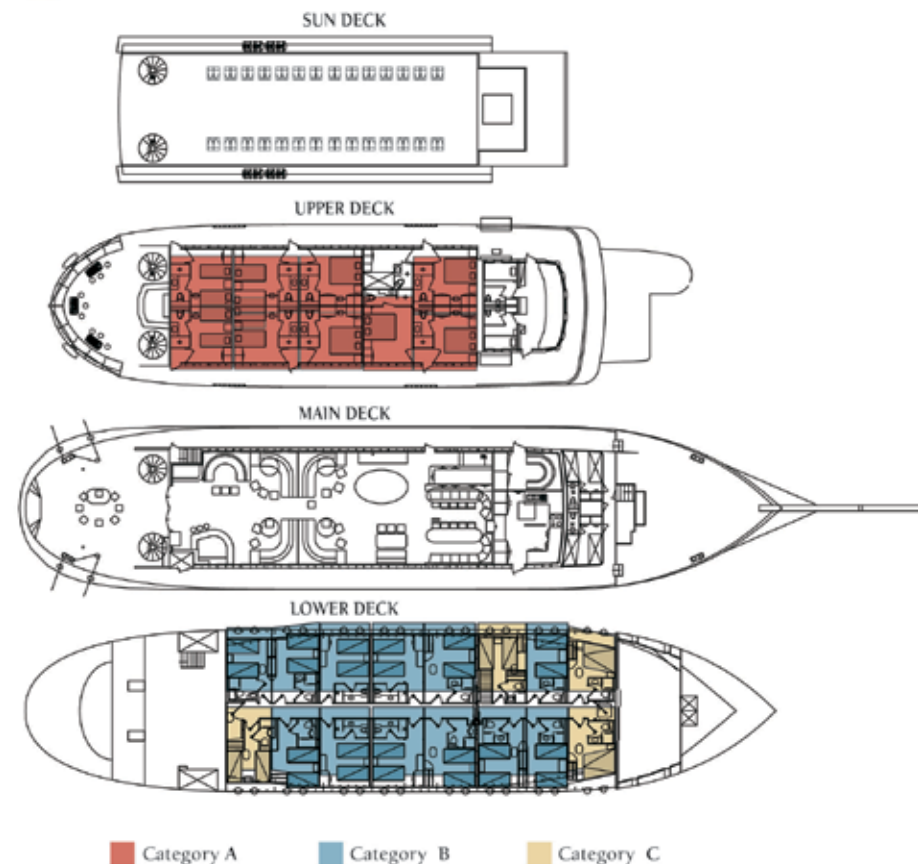 SUN DECK
UPPER DECK
MAIN DECK
LOWER DECK
Category A
Category B
Category C